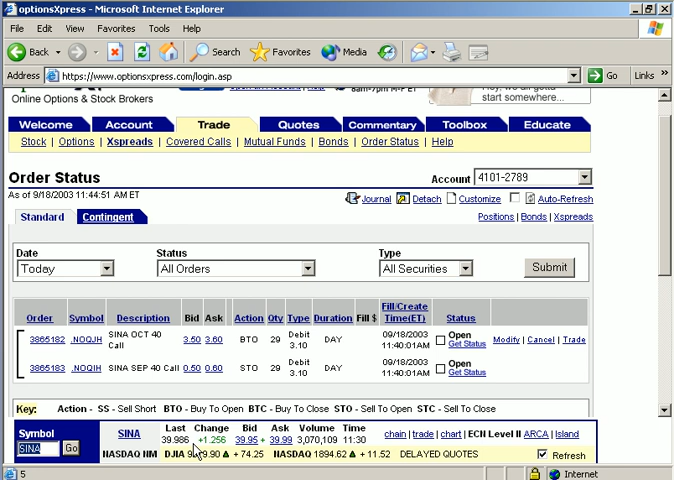 optionsXpress - Microsoft Internet Explorer
File Edit View Favorites Tools Help
Back Search Favorites Media
Address https://www.optionsxpress.com/login.asp Go Links »
Online Options & Stock Brokers
start somewhere...
Welcome Account Trade Quotes Commentary Toolbox Educate
Stock | Options | Xspreads | Covered Calls | Mutual Funds | Bonds | Order Status | Help
Order Status
Account 4101-2789
As of 9/18/2003 11:44:51 AM ET
Journal Detach Customize Auto-Refresh
Standard Contingent
Positions | Bonds | Xspreads
Date Status Type
Today All Orders All Securities Submit
Order Symbol Description Bid Ask Action Qty Type Duration Fill $ Fill/Create Time(ET) Status
3865182 .NOQJH SINA OCT 40 Call 3.50 3.60 BTO 29 Debit 3.10 DAY 09/18/2003 11:40:01AM Open Get Status Modify | Cancel | Trade
3865183 .NOQIH SINA SEP 40 Call 0.50 0.60 STO 29 Debit 3.10 DAY 09/18/2003 11:40:01AM Open Get Status
Key: Action - SS - Sell Short BTO - Buy To Open BTC - Buy To Close STO - Sell To Open STC - Sell To Close
Symbol SINA Last Change Bid Ask Volume Time
SINA Go 39.986 +1.256 39.95 + 39.99 3,070,109 11:30 chain | trade | chart | ECN Level II ARCA | Island
NASDAQ NM DJIA + 74.25 NASDAQ 1894.62 + 11.52 DELAYED QUOTES Refresh
5 Internet